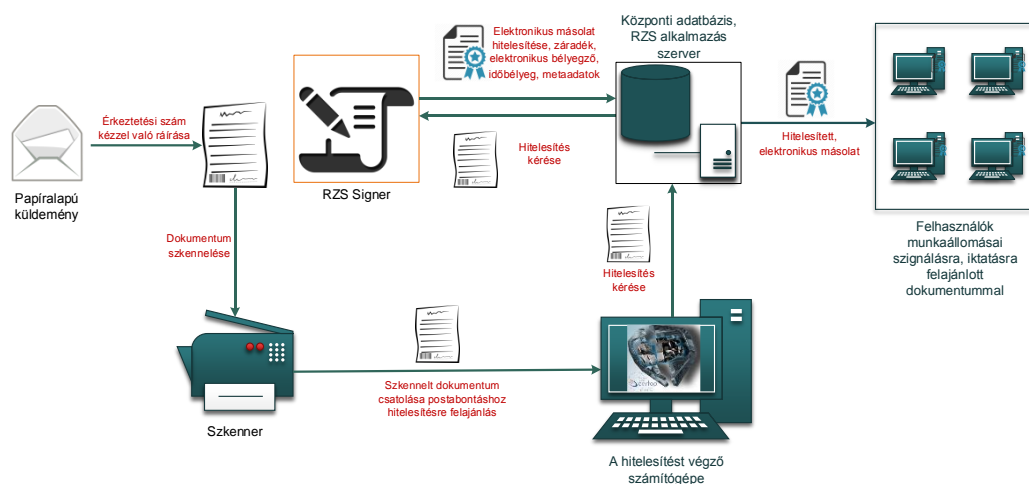 Központi adatbázis,
RZS alkalmazás
szerver
Elektronikus másolat
hitelesítése, záradék,
elektronikus bélyegző,
időbélyeg, metaadatok
Érkeztetési szám
kézzel való ráírása
Hitelesítés
kérése
Hitelesített,
elektronikus másolat
RZS Signer
Papíralapú
küldemény
Dokumentum
szkennelése
Hitelesítés
kérése
Felhasználók
munkaállomásai
szignálásra, iktatásra
felajánlott
dokumentummal
Szkennelt dokumentum
csatolása postabontáshoz
hitelesítésre felajánlás
Szkenner
A hitelesítést végző
számítógépe